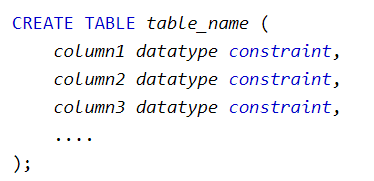 CREATE TABLE table_name (
    column1 datatype constraint,
    column2 datatype constraint,
    column3 datatype constraint,
    ....
);